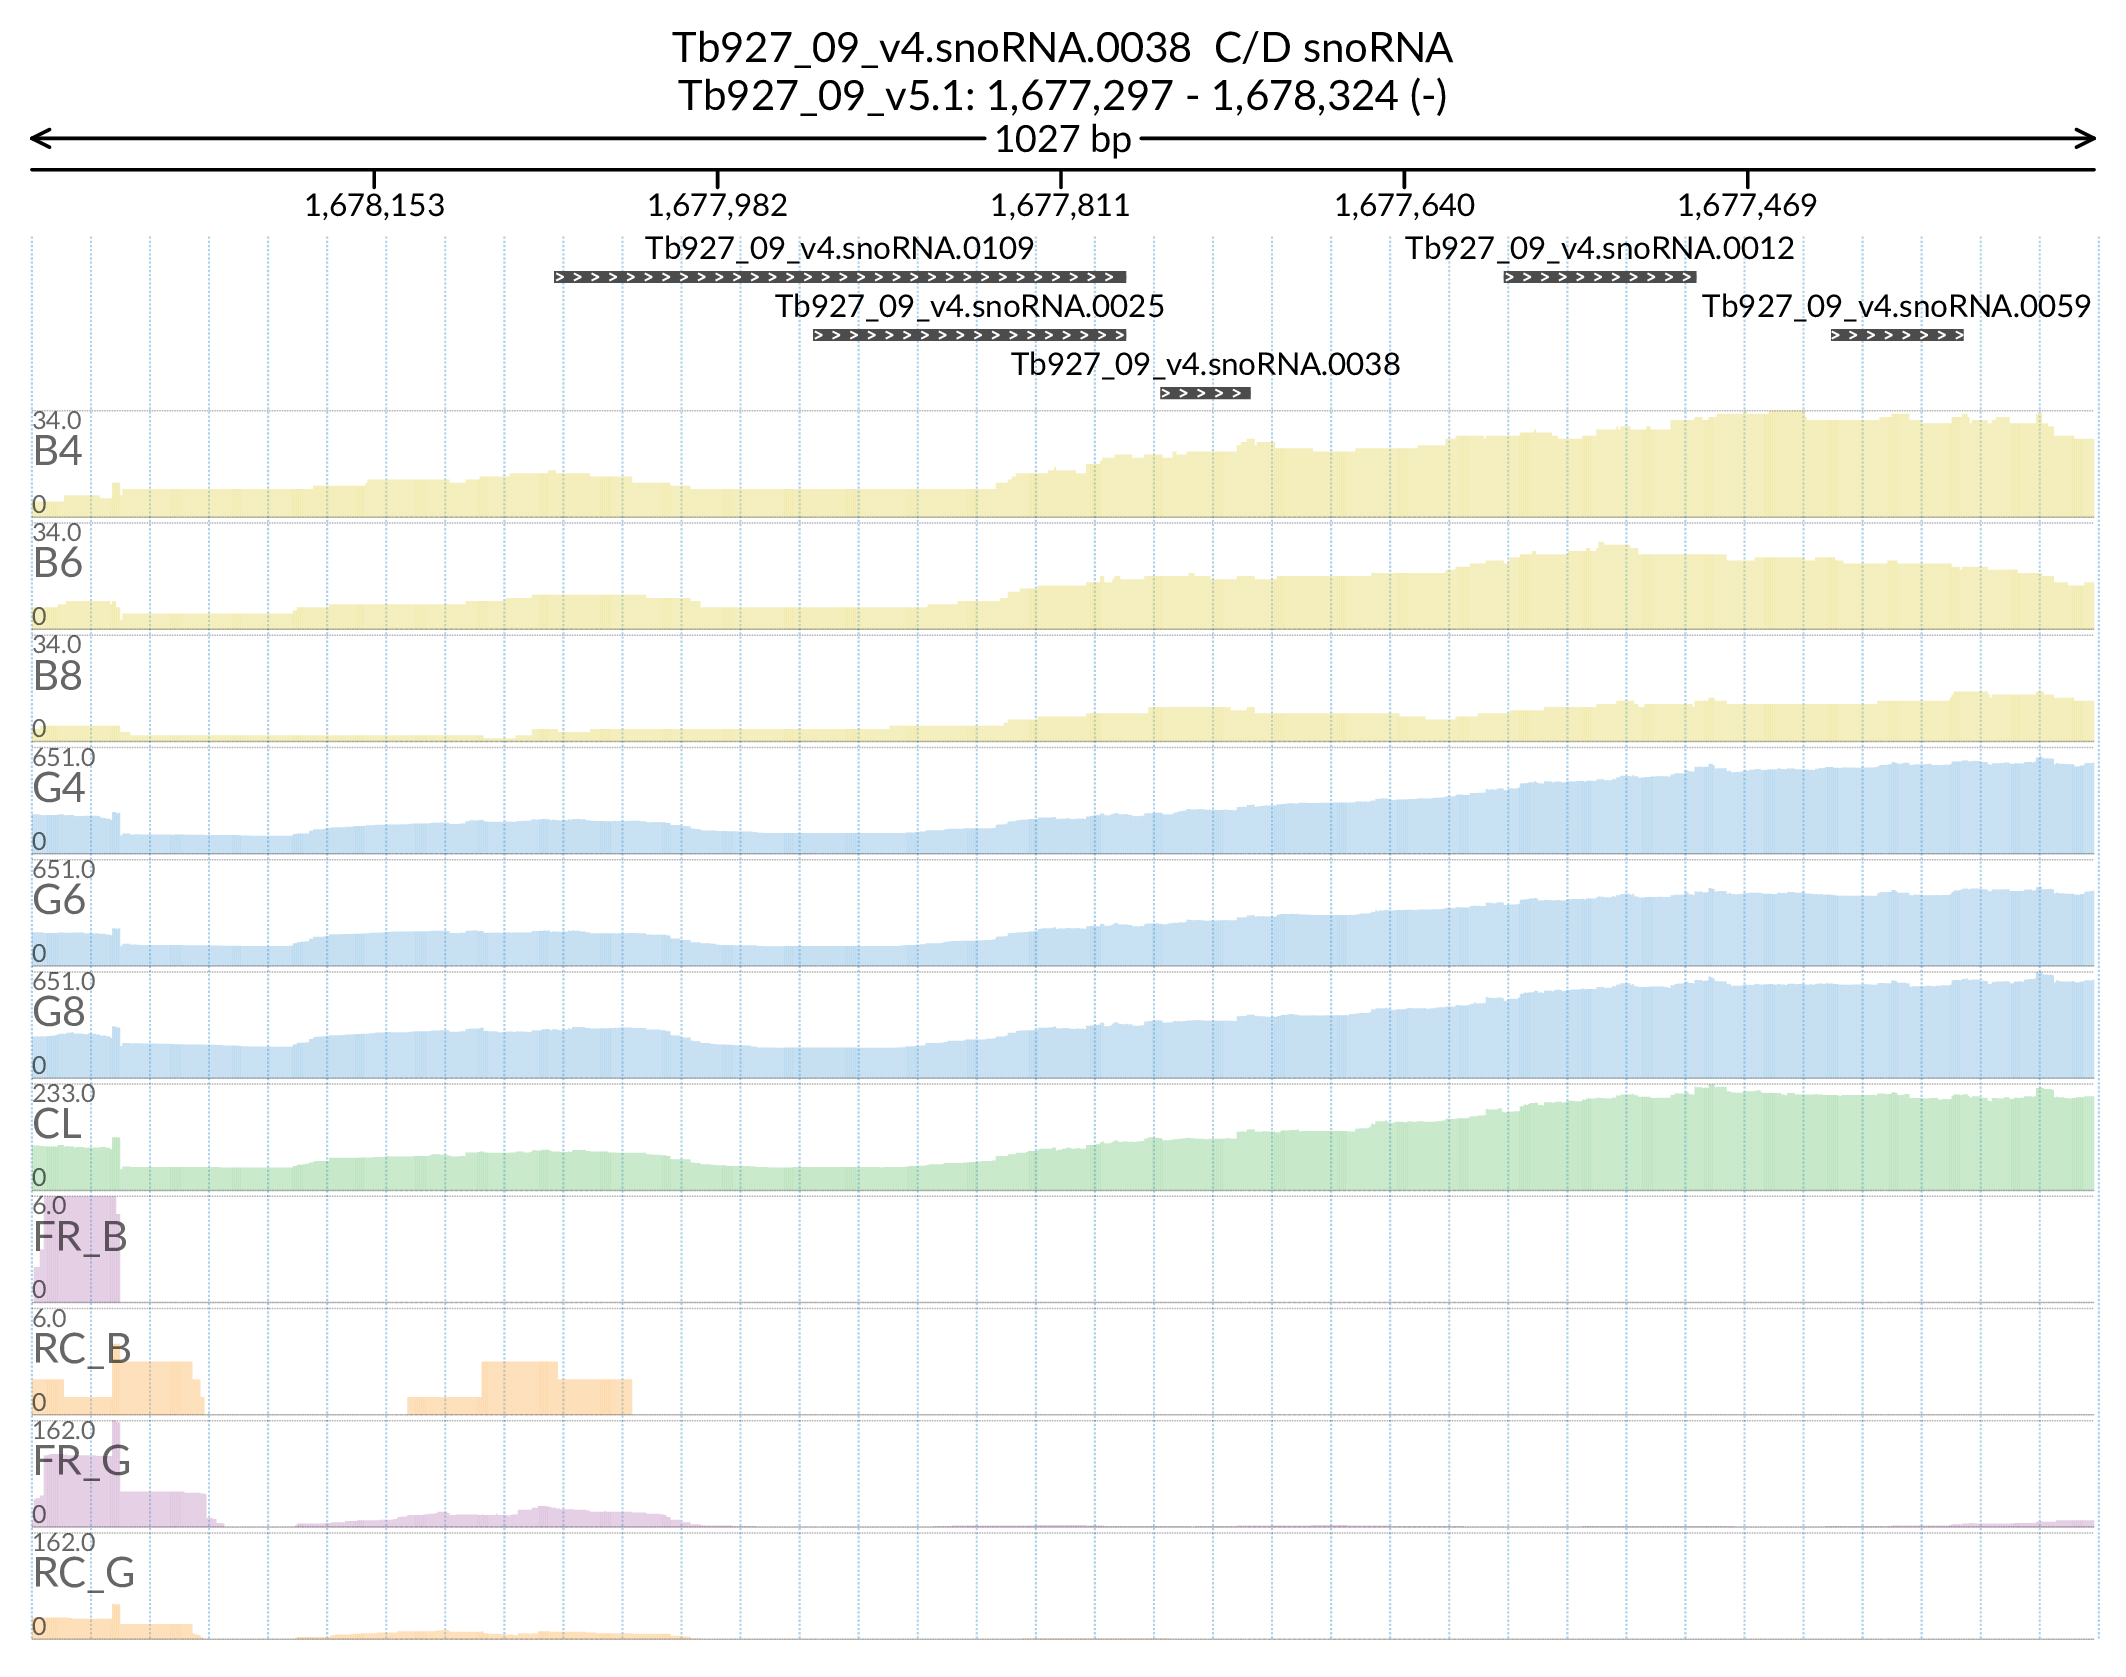 Tb927_09_v4.snoRNA.0038  C/D snoRNA
Tb927_09_v5.1: 1,677,297 - 1,678,324 (-)
1027 bp
1,678,153 1,677,982 1,677,811 1,677,640 1,677,469
Tb927_09_v4.snoRNA.0109 Tb927_09_v4.snoRNA.0012
Tb927_09_v4.snoRNA.0025 Tb927_09_v4.snoRNA.0059
Tb927_09_v4.snoRNA.0038
34.0
B4
0
34.0
B6
0
34.0
B8
0
651.0
G4
0
651.0
G6
0
651.0
G8
0
233.0
CL
0
6.0
FR_B
0
6.0
RC_B
0
162.0
FR_G
0
162.0
RC_G
0